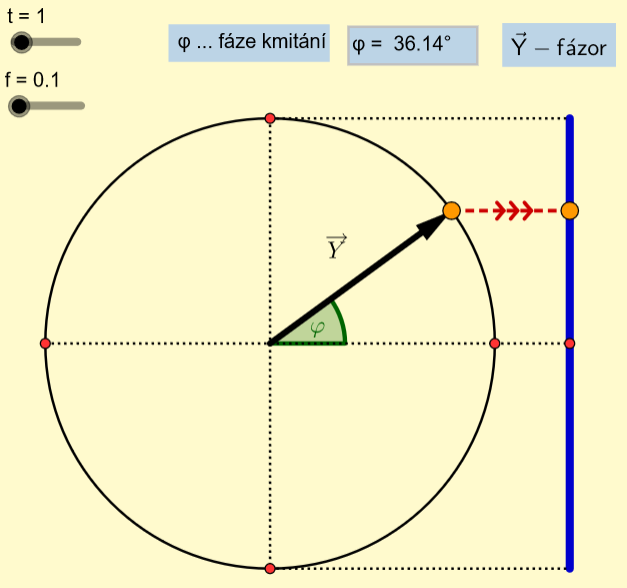 t = 1
φ ... fáze kmitání
φ = 36.14°
Y⃗ – fázor
f = 0.1
Y⃗
φ